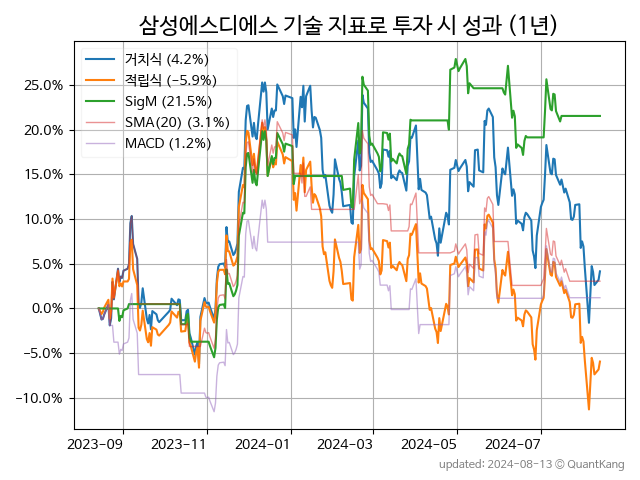 삼성에스디에스 기술 지표로 투자 시 성과 (1년)
거치식 (4.2%)
적립식 (−5.9%)
SigM (21.5%)
SMA(20) (3.1%)
MACD (1.2%)
25.0%
20.0%
15.0%
10.0%
5.0%
0.0%
−5.0%
−10.0%
2023-09 2023-11 2024-01 2024-03 2024-05 2024-07
updated: 2024-08-13 © QuantKang